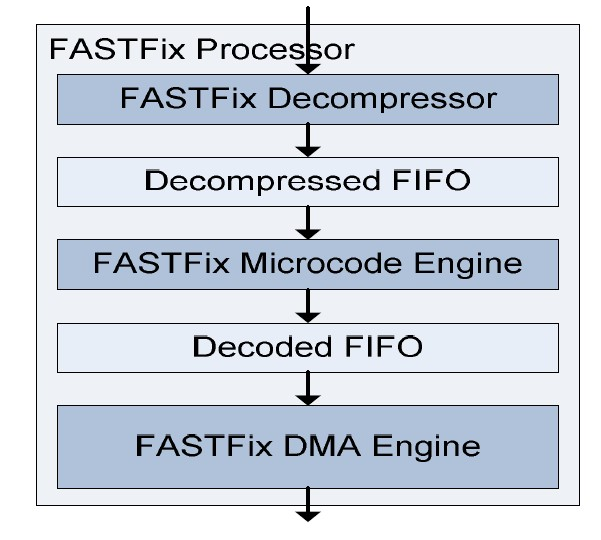 FASTFix Processor
FASTFix Decompressor
Decompressed FIFO
FASTFix Microcode Engine
Decoded FIFO
FASTFix DMA Engine